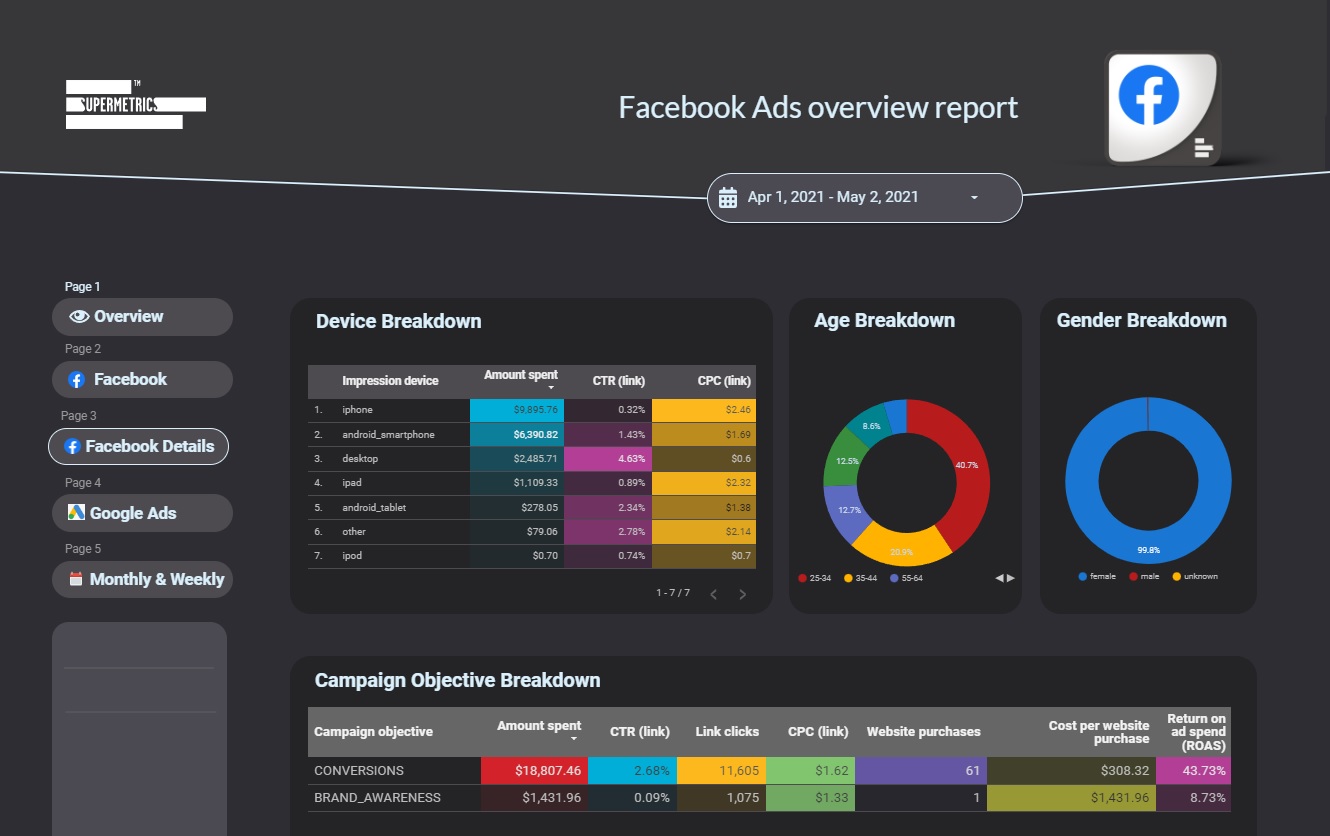 TM
SUPERMETRICS
Facebook Ads overview report
Apr 1, 2021 - May 2, 2021
Page 1
Overview
Page 2
Facebook
Page 3
Facebook Details
Page 4
Google Ads
Page 5
Monthly & Weekly
Device Breakdown
Impression device Amount spent CTR (link) CPC (link)
1. iphone $9,895.76 0.32% $2.46
2. android_smartphone $6,390.82 1.43% $1.69
3. desktop $2,485.71 4.63% $0.6
4. ipad $1,109.33 0.89% $2.32
5. android_tablet $278.05 2.34% $1.38
6. other $79.06 2.78% $2.14
7. ipod $0.70 0.74% $0.7
1 - 7 / 7
Age Breakdown
8.6%
40.7%
12.5%
12.7%
20.9%
25-34 35-44 55-64
Gender Breakdown
99.8%
female male unknown
Campaign Objective Breakdown
Campaign objective Amount spent CTR (link) Link clicks CPC (link) Website purchases Cost per website purchase Return on ad spend (ROAS)
CONVERSIONS $18,807.46 2.68% 11,605 $1.62 61 $308.32 43.73%
BRAND_AWARENESS $1,431.96 0.09% 1,075 $1.33 1 $1,431.96 8.73%